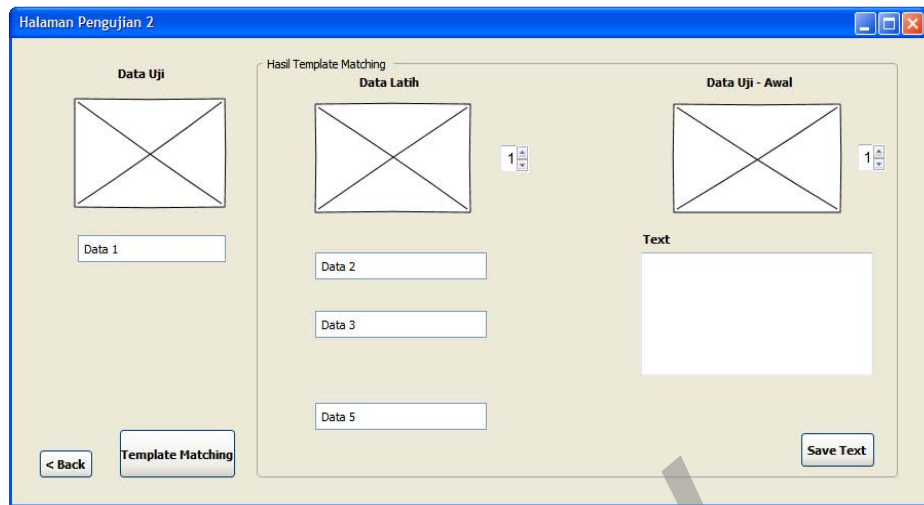 Halaman Pengujian 2
Data Uji
Hasil Template Matching
Data Latih
Data Uji - Awal
1
1
Data 1
Text
Data 2
Data 3
Data 5
< Back
Template Matching
Save Text